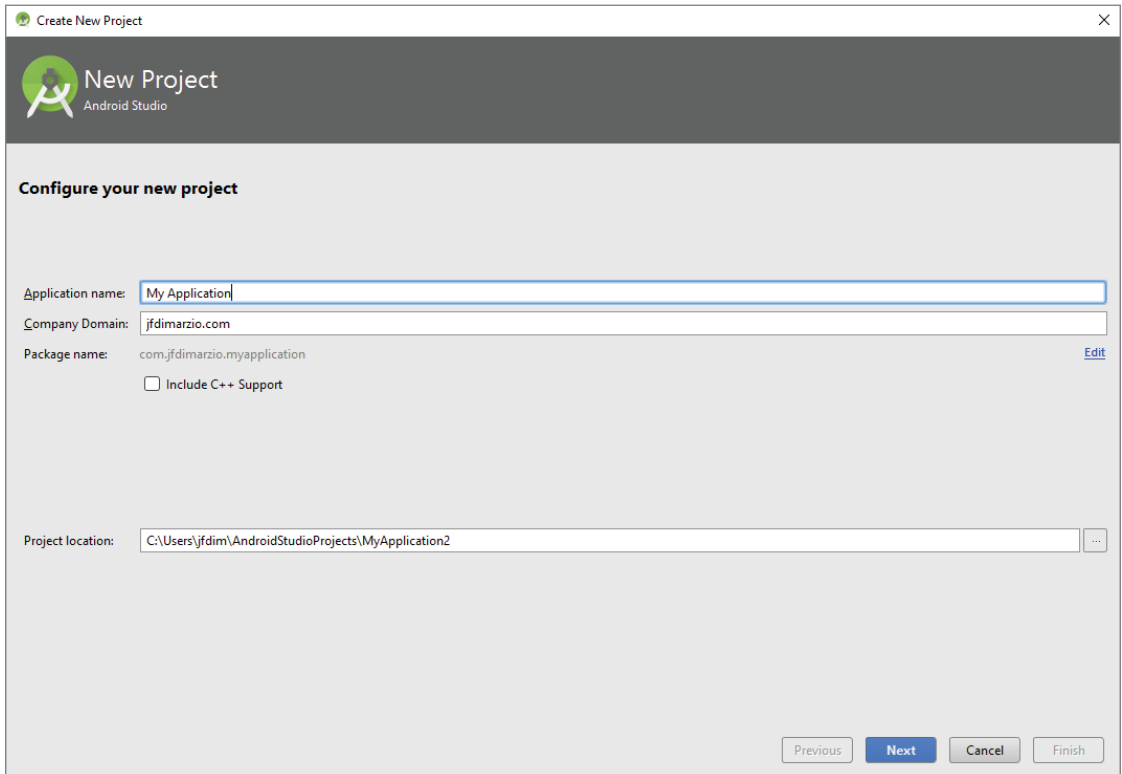 Create New Project
New Project
Android Studio
Configure your new project
Application name: My Application
Company Domain: jfdimarzio.com
Package name: com.jfdimarzio.myapplication Edit
Include C++ Support
Project location: C:\Users\jfdim\AndroidStudioProjects\MyApplication2 ...
Previous Next Cancel Finish